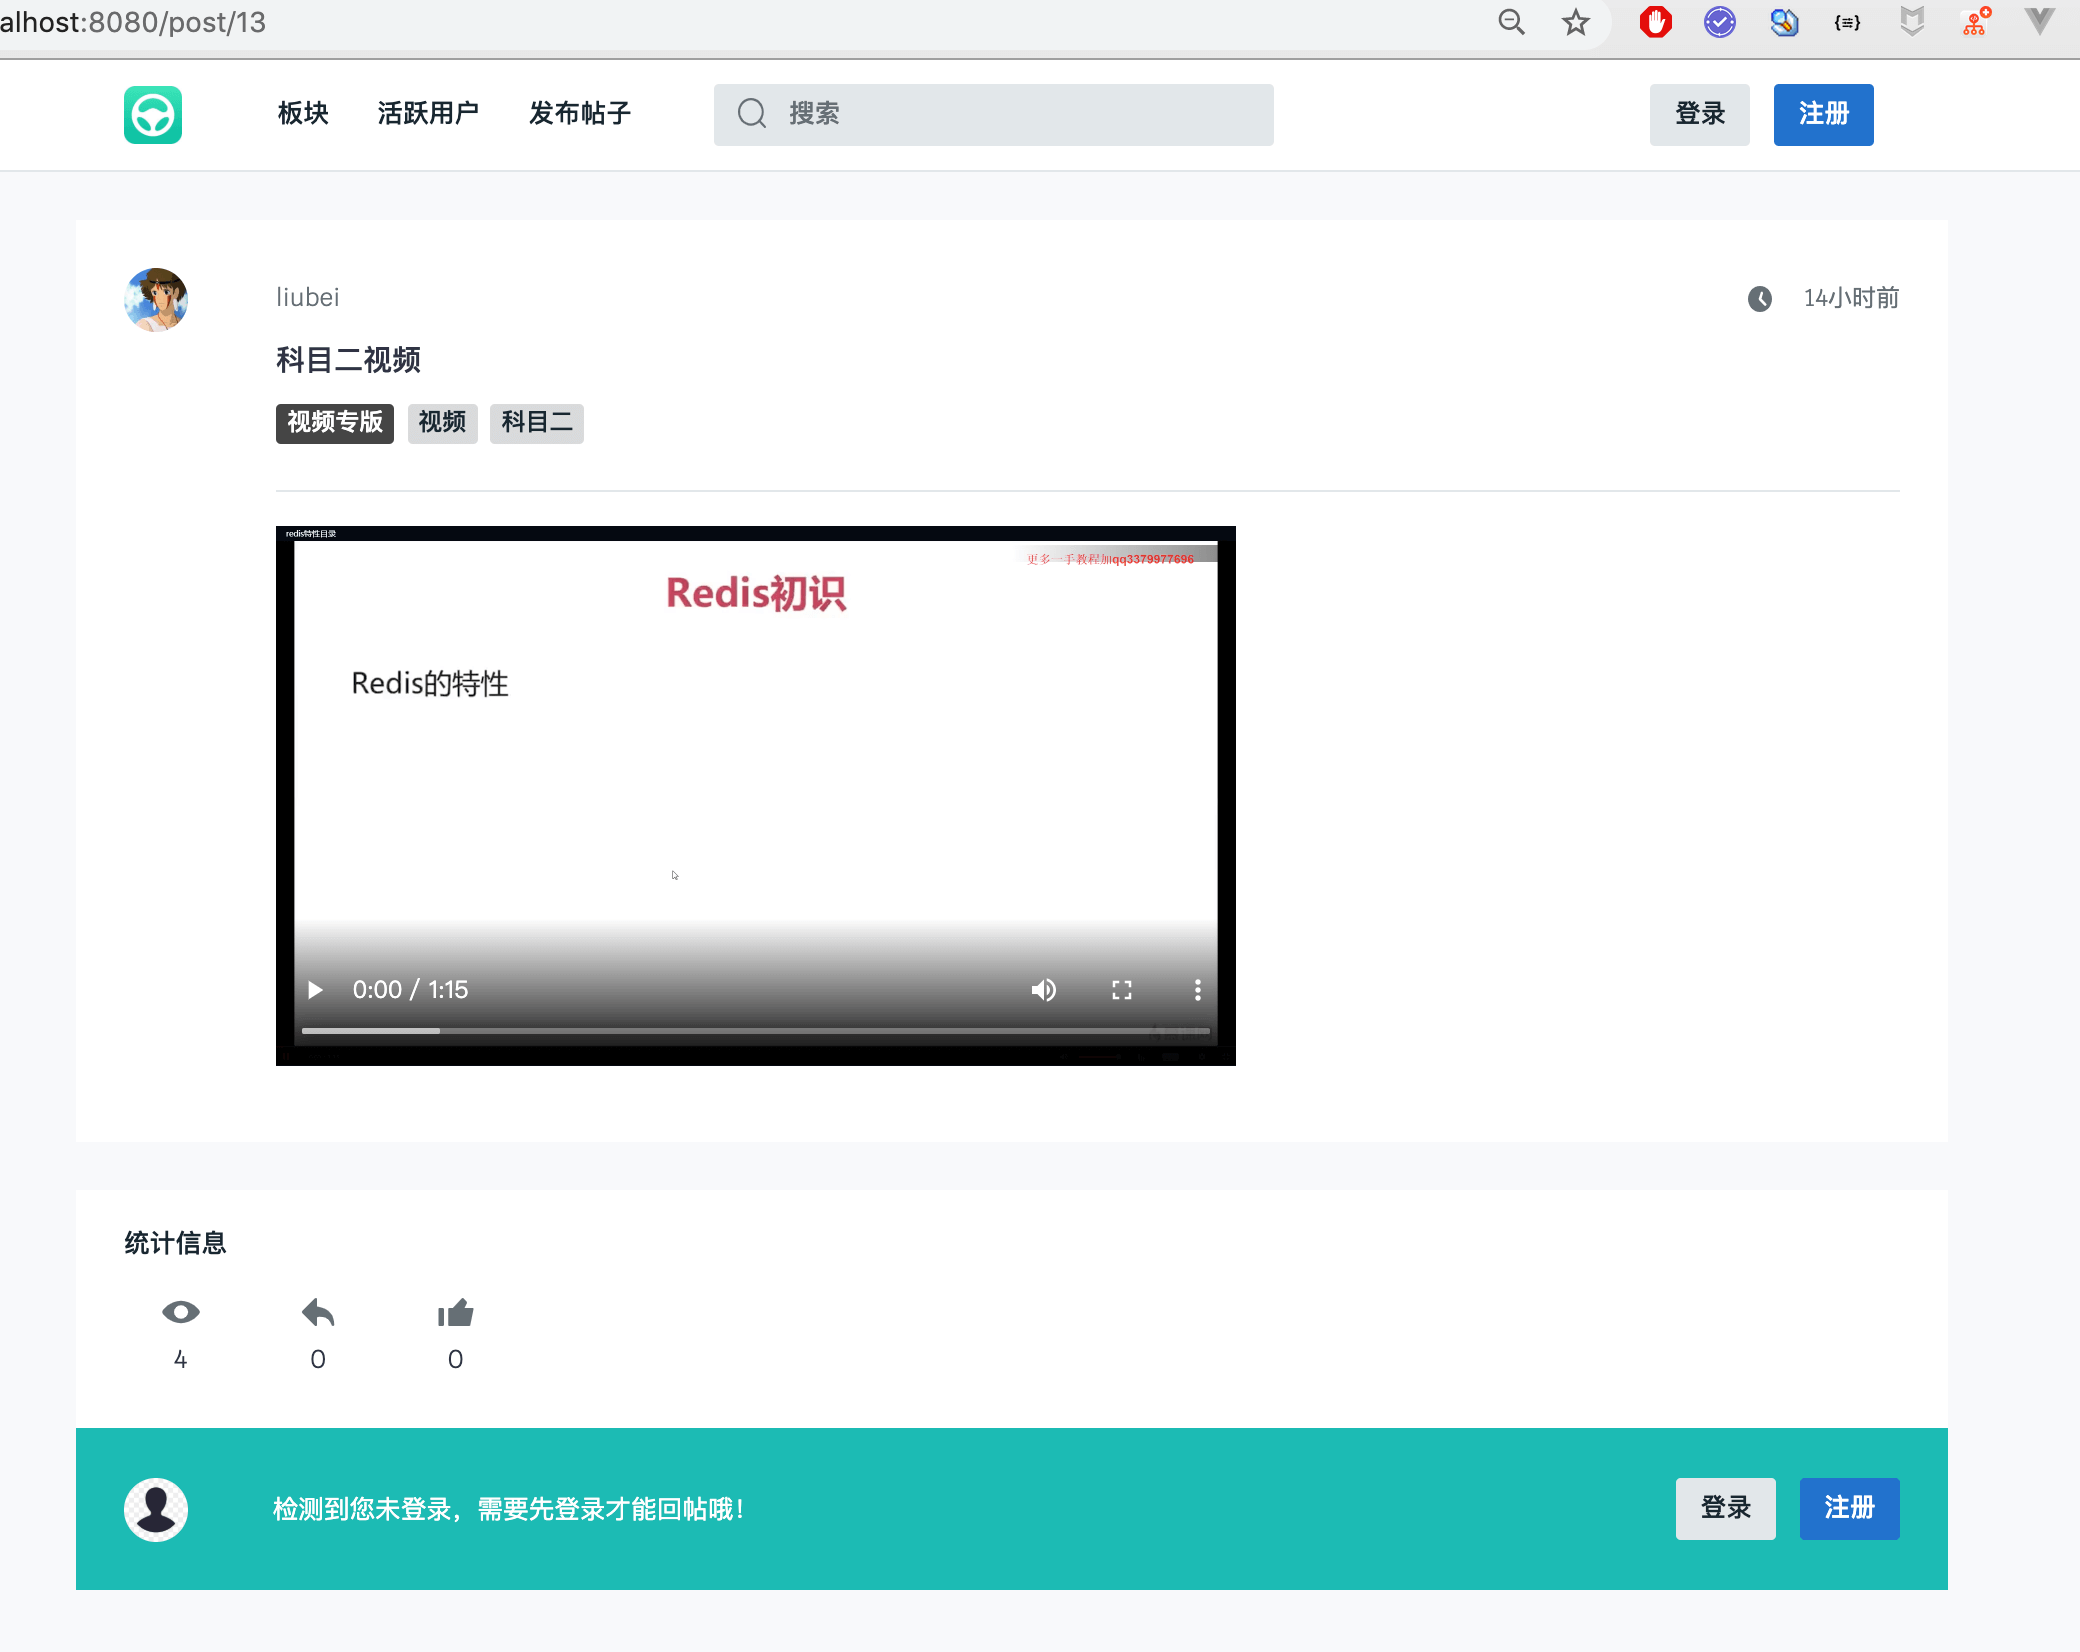 alhost:8080/post/13
板块 活跃用户 发布帖子 搜索 登录 注册
liubei 14小时前
科目二视频
视频专版 视频 科目二
redis特性目录
更多一手教程加qq3379977696
Redis初识
Redis的特性
0:00 / 1:15
统计信息
4 0 0
检测到您未登录，需要先登录才能回帖哦！ 登录 注册